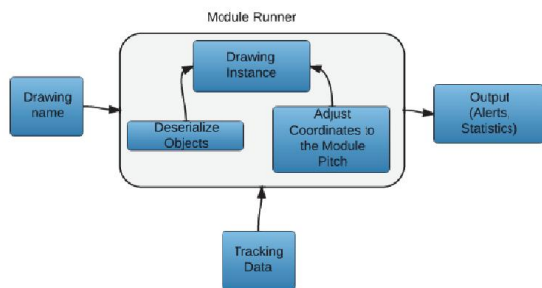 Module Runner
Drawing
Instance
Drawing
name
Deserialize
Objects
Adjust
Coordinates to
the Module
Pitch
Output
(Alerts,
Statistics)
Tracking
Data